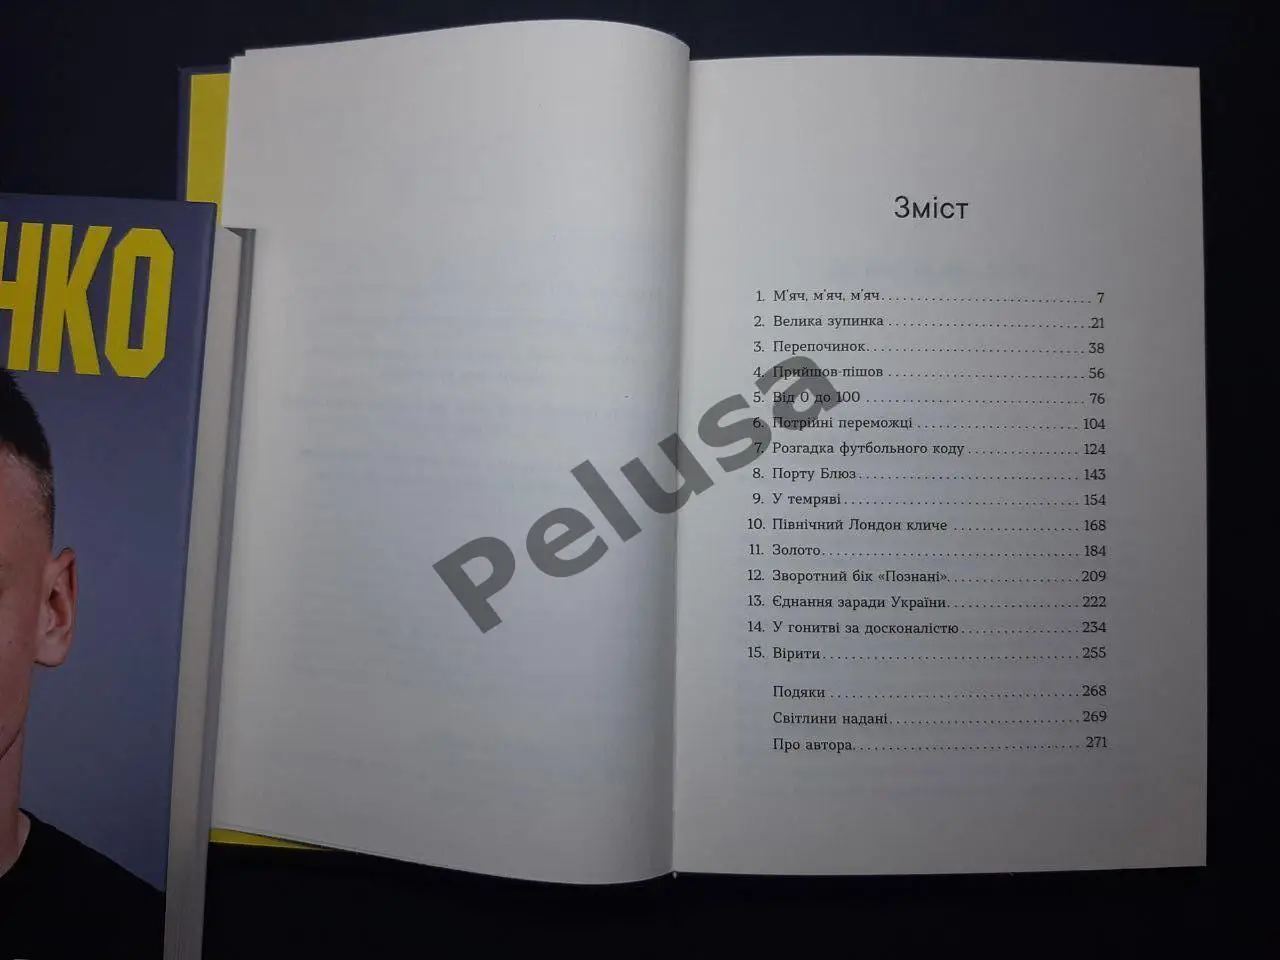 НКО
Зміст
1. М'яч, м'яч, м'яч 7
2. Велика зупинка 21
3. Перепочинок 38
4. Прийшов-пішов 56
5. Від 0 до 100 76
6. Потрійні переможці 104
7. Розгадка футбольного коду 124
8. Порту Блюз 143
9. У темряві 154
10. Північний Лондон кличе 168
11. Золото 184
12. Зворотний бік «Познані» 209
13. Єднання заради України 222
14. У гонитві за досконалістю 234
15. Вірити 255
Подяки 268
Світлини надані 269
Про автора 271
Pelusa